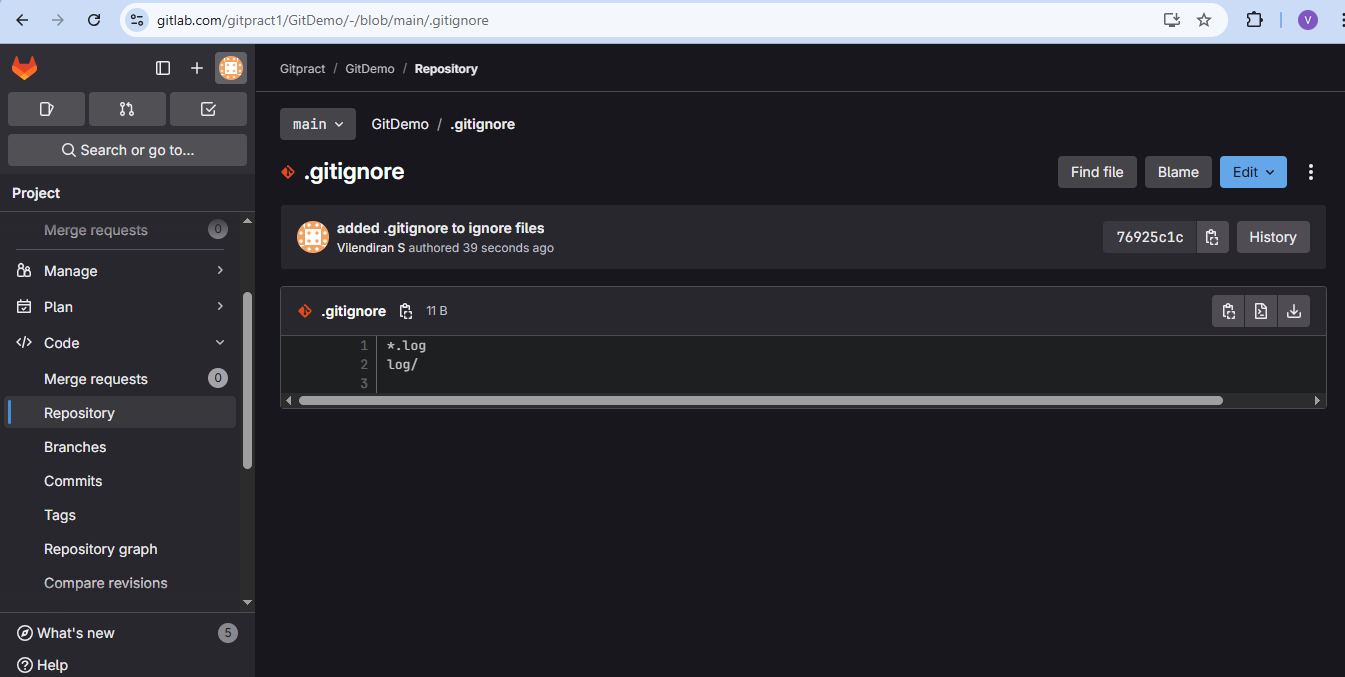 gitlab.com/gitpract1/GitDemo/-/blob/main/.gitignore
V
Gitpract / GitDemo / Repository
Search or go to...
Project
Merge requests 0
Manage
Plan
Code
Merge requests 0
Repository
Branches
Commits
Tags
Repository graph
Compare revisions
What's new 5
Help
main GitDemo / .gitignore
.gitignore
Find file Blame Edit
added .gitignore to ignore files
Vilendiran S authored 39 seconds ago
76925c1c History
.gitignore 11 B
1 *.log
2 log/
3